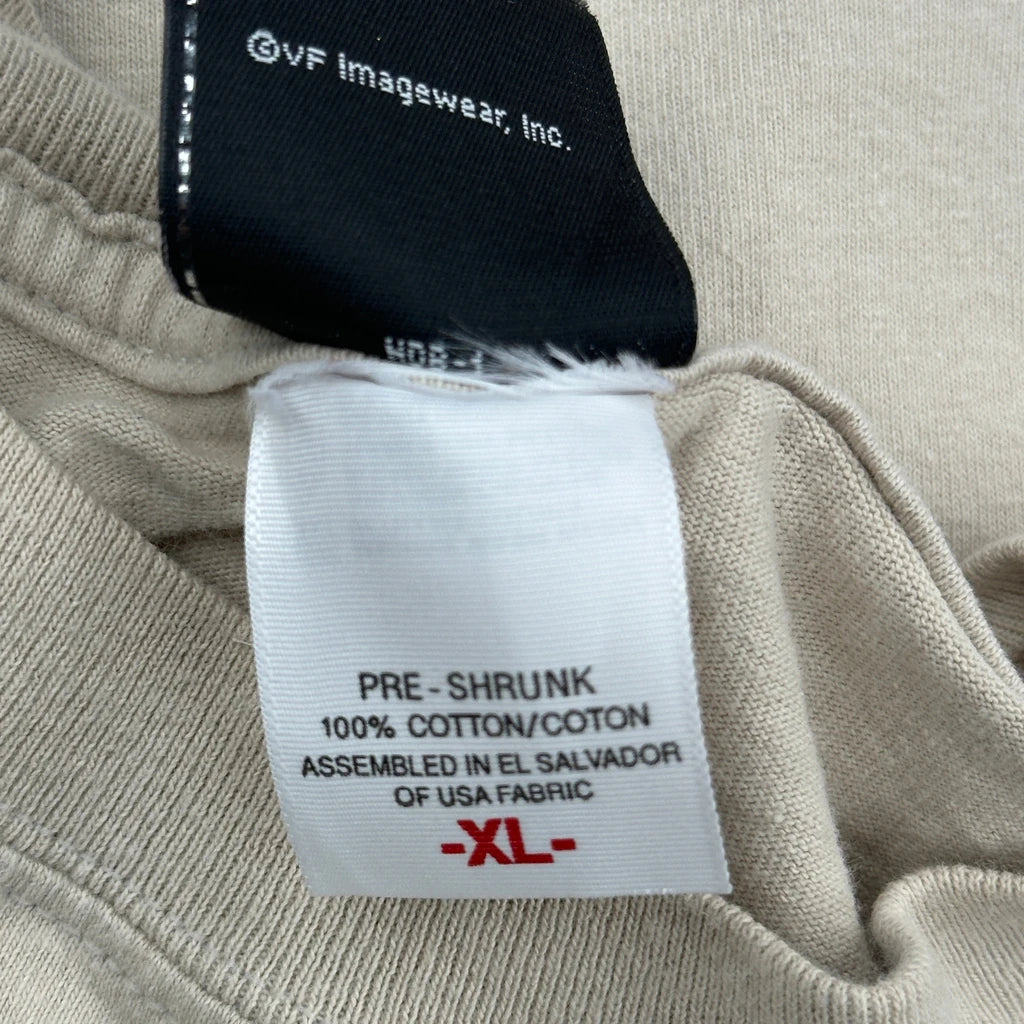 ©VF Imagewear, Inc.
PRE-SHRUNK
100% COTTON/COTON
ASSEMBLED IN EL SALVADOR
OF USA FABRIC
-XL-